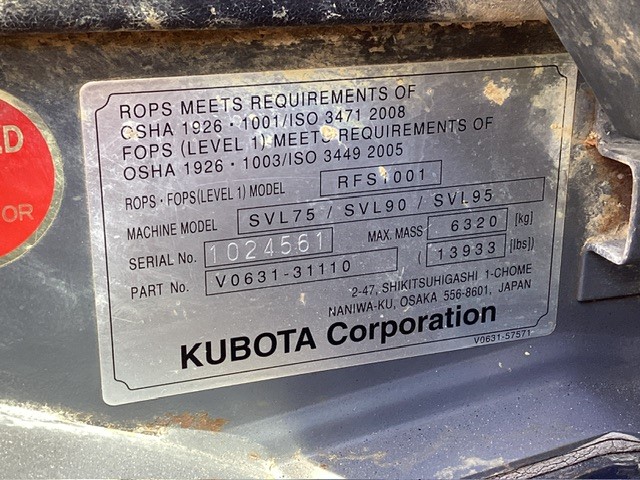 ROPS MEETS REQUIREMENTS OF
OSHA 1926・1001/ISO 3471 2008
FOPS (LEVEL 1) MEETS REQUIREMENTS OF
OSHA 1926・1003/ISO 3449 2005
ROPS・FOPS(LEVEL 1) MODEL RFS1001
MACHINE MODEL SVL75 / SVL90 / SVL95
SERIAL No. 1024561 MAX. MASS 6320 [kg]
PART No. V0631-31110 ( 13933 [lbs])
2-47, SHIKITSUHIGASHI 1-CHOME
NANIWA-KU, OSAKA 556-8601, JAPAN
KUBOTA Corporation
V0631-57571
OR